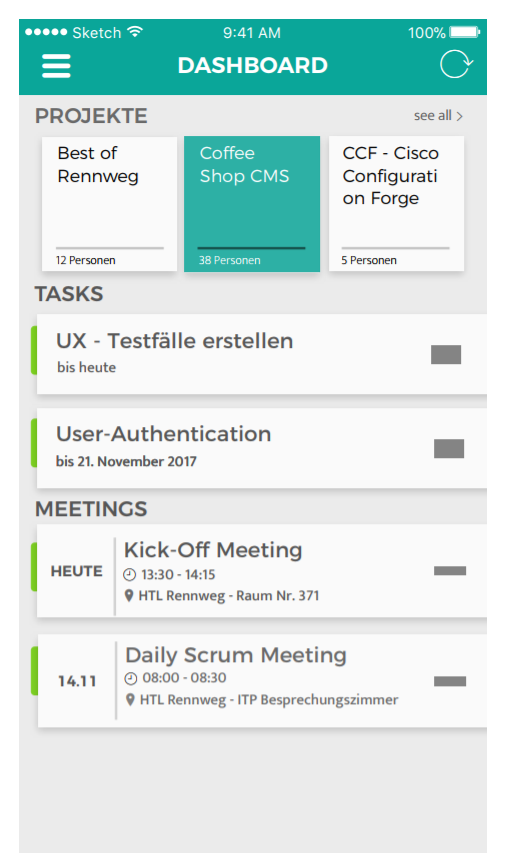 Sketch 9:41 AM 100%
DASHBOARD
PROJEKTE see all >
Best of
Rennweg
12 Personen
Coffee
Shop CMS
38 Personen
CCF - Cisco
Configurati
on Forge
5 Personen
TASKS
UX - Testfälle erstellen
bis heute
User-Authentication
bis 21. November 2017
MEETINGS
HEUTE
Kick-Off Meeting
13:30 - 14:15
HTL Rennweg - Raum Nr. 371
14.11
Daily Scrum Meeting
08:00 - 08:30
HTL Rennweg - ITP Besprechungszimmer